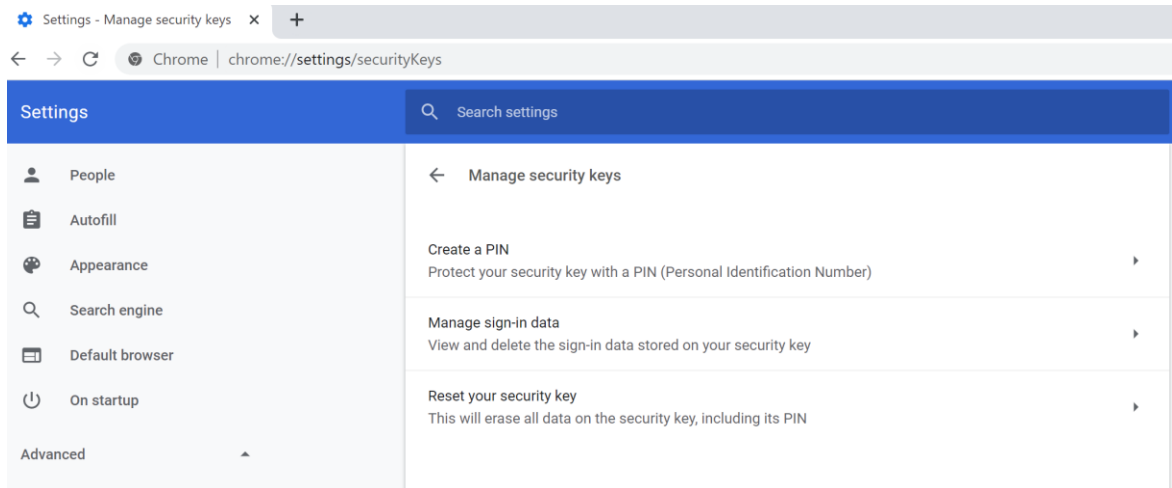 Settings - Manage security keys
Chrome | chrome://settings/securityKeys
Settings
Search settings
People
Autofill
Appearance
Search engine
Default browser
On startup
Advanced
Manage security keys
Create a PIN
Protect your security key with a PIN (Personal Identification Number)
Manage sign-in data
View and delete the sign-in data stored on your security key
Reset your security key
This will erase all data on the security key, including its PIN